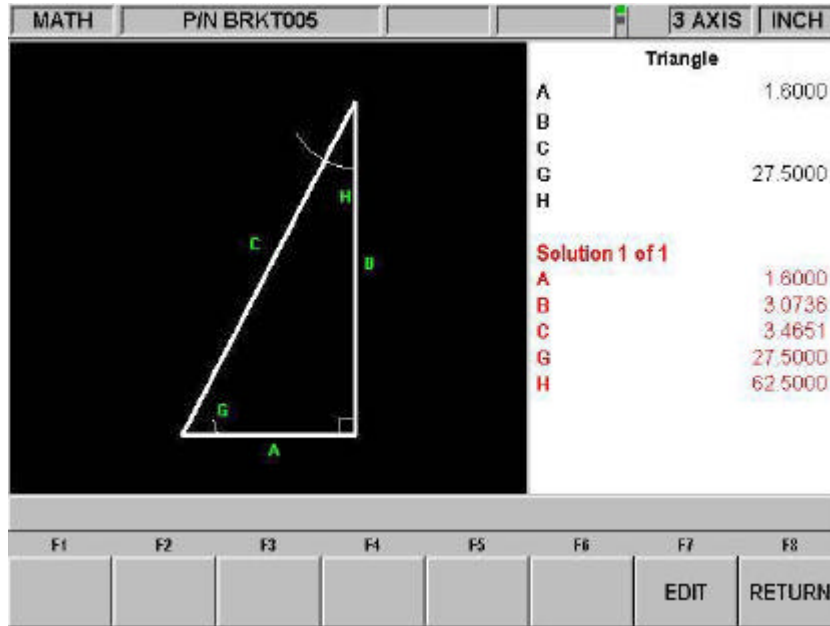 MATH P/N BRKT005 3 AXIS INCH
Triangle
A 1.6000
B
C
G 27.5000
H
Solution 1 of 1
A 1.6000
B 3.0736
C 3.4651
G 27.5000
H 62.5000
H
C
B
G
A
F1 F2 F3 F4 F5 F6 F7 F8
EDIT RETURN